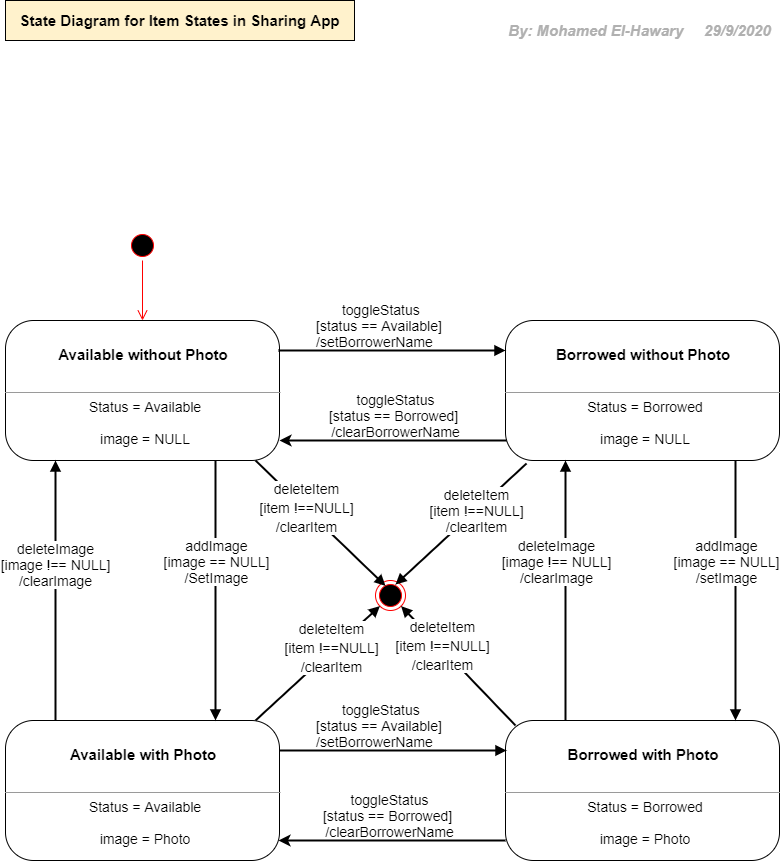 State Diagram for Item States in Sharing App
By: Mohamed El-Hawary 29/9/2020
Available without Photo
Status = Available
image = NULL
toggleStatus
[status == Available]
/setBorrowerName
toggleStatus
[status == Borrowed]
/clearBorrowerName
Borrowed without Photo
Status = Borrowed
image = NULL
deleteImage
[image !== NULL]
/clearImage
addImage
[image == NULL]
/SetImage
deleteItem
[item !==NULL]
/clearItem
deleteItem
[item !==NULL]
/clearItem
deleteImage
[image !== NULL]
/clearImage
addImage
[image == NULL]
/setImage
deleteItem
[item !==NULL]
/clearItem
deleteItem
[item !==NULL]
/clearItem
Available with Photo
Status = Available
image = Photo
toggleStatus
[status == Available]
/setBorrowerName
toggleStatus
[status == Borrowed]
/clearBorrowerName
Borrowed with Photo
Status = Borrowed
image = Photo